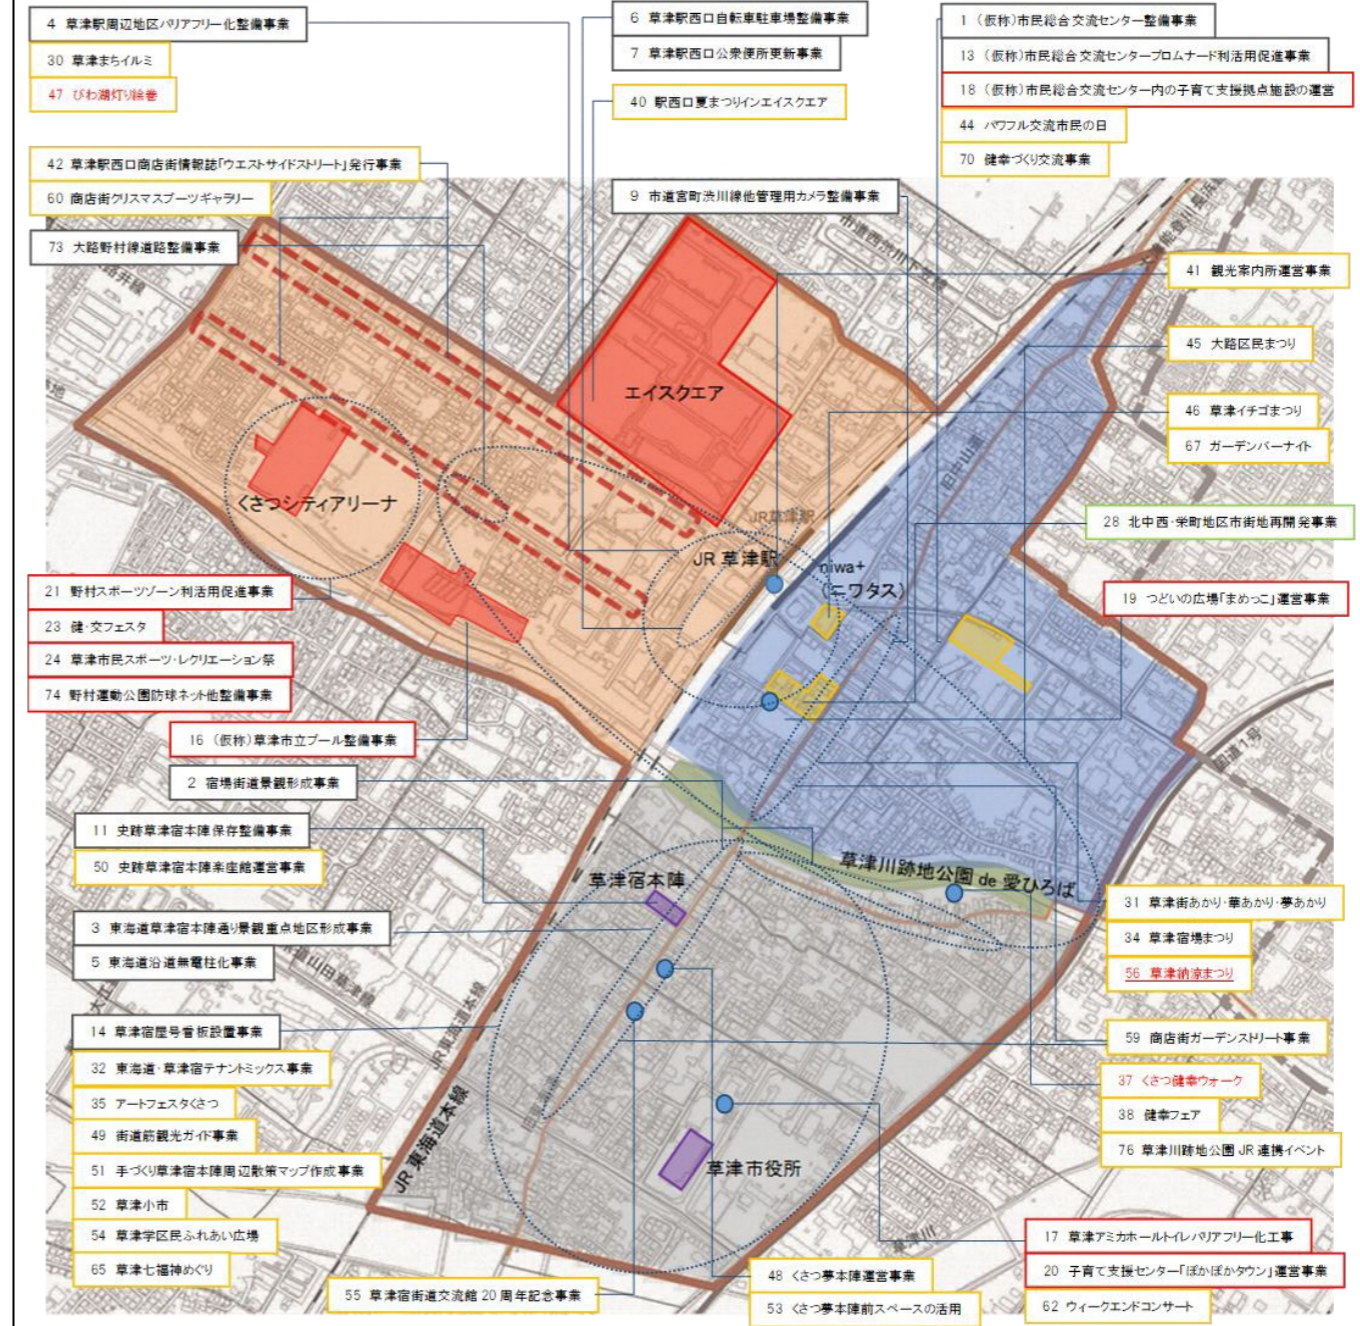 4 草津駅周辺地区バリアフリー化整備事業
30 草津まちイルミ
47 びわ湖灯り絵巻
6 草津駅西口自転車駐車場整備事業
7 草津駅西口公衆便所更新事業
40 駅西口夏まつりインエイスクエア
1 （仮称）市民総合交流センター整備事業
13 （仮称）市民総合交流センタープロムナード利活用促進事業
18 （仮称）市民総合交流センター内の子育て支援拠点施設の運営
44 パワフル交流市民の日
70 健幸づくり交流事業
42 草津駅西口商店街情報誌「ウエストサイドストリート」発行事業
60 商店街クリスマスブーツギャラリー
73 大路野村線道路整備事業
9 市道宮町渋川線他管理用カメラ整備事業
41 観光案内所運営事業
45 大路区民まつり
46 草津イチゴまつり
67 ガーデンバーナイト
28 北中西・栄町地区市街地再開発事業
19 つどいの広場「まめっこ」運営事業
エイスクエア
くさつシティアリーナ
旧中山道
JR草津駅
JR 草津駅
niwa+
（ニワタス）
国道1号
21 野村スポーツゾーン利活用促進事業
23 健・交フェスタ
24 草津市民スポーツ・レクリエーション祭
74 野村運動公園防球ネット他整備事業
16 （仮称）草津市立プール整備事業
2 宿場街道景観形成事業
11 史跡草津宿本陣保存整備事業
50 史跡草津宿本陣楽座館運営事業
草津宿本陣
草津川跡地公園 de 愛ひろば
3 東海道草津宿本陣通り景観重点地区形成事業
5 東海道沿道無電柱化事業
31 草津街あかり・華あかり・夢あかり
34 草津宿場まつり
56 草津納涼まつり
14 草津宿屋号看板設置事業
32 東海道・草津宿テナントミックス事業
35 アートフェスタくさつ
49 街道筋観光ガイド事業
51 手づくり草津宿本陣周辺散策マップ作成事業
52 草津小市
54 草津学区民ふれあい広場
65 草津七福神めぐり
JR東海道本線
JR 東海道本線
草津市役所
草津川
59 商店街ガーデンストリート事業
37 くさつ健幸ウォーク
38 健幸フェア
76 草津川跡地公園 JR 連携イベント
17 草津アミカホールトイレバリアフリー化工事
20 子育て支援センター「ぽかぽかタウン」運営事業
62 ウィークエンドコンサート
48 くさつ夢本陣運営事業
53 くさつ夢本陣前スペースの活用
55 草津宿街道交流館 20 周年記念事業